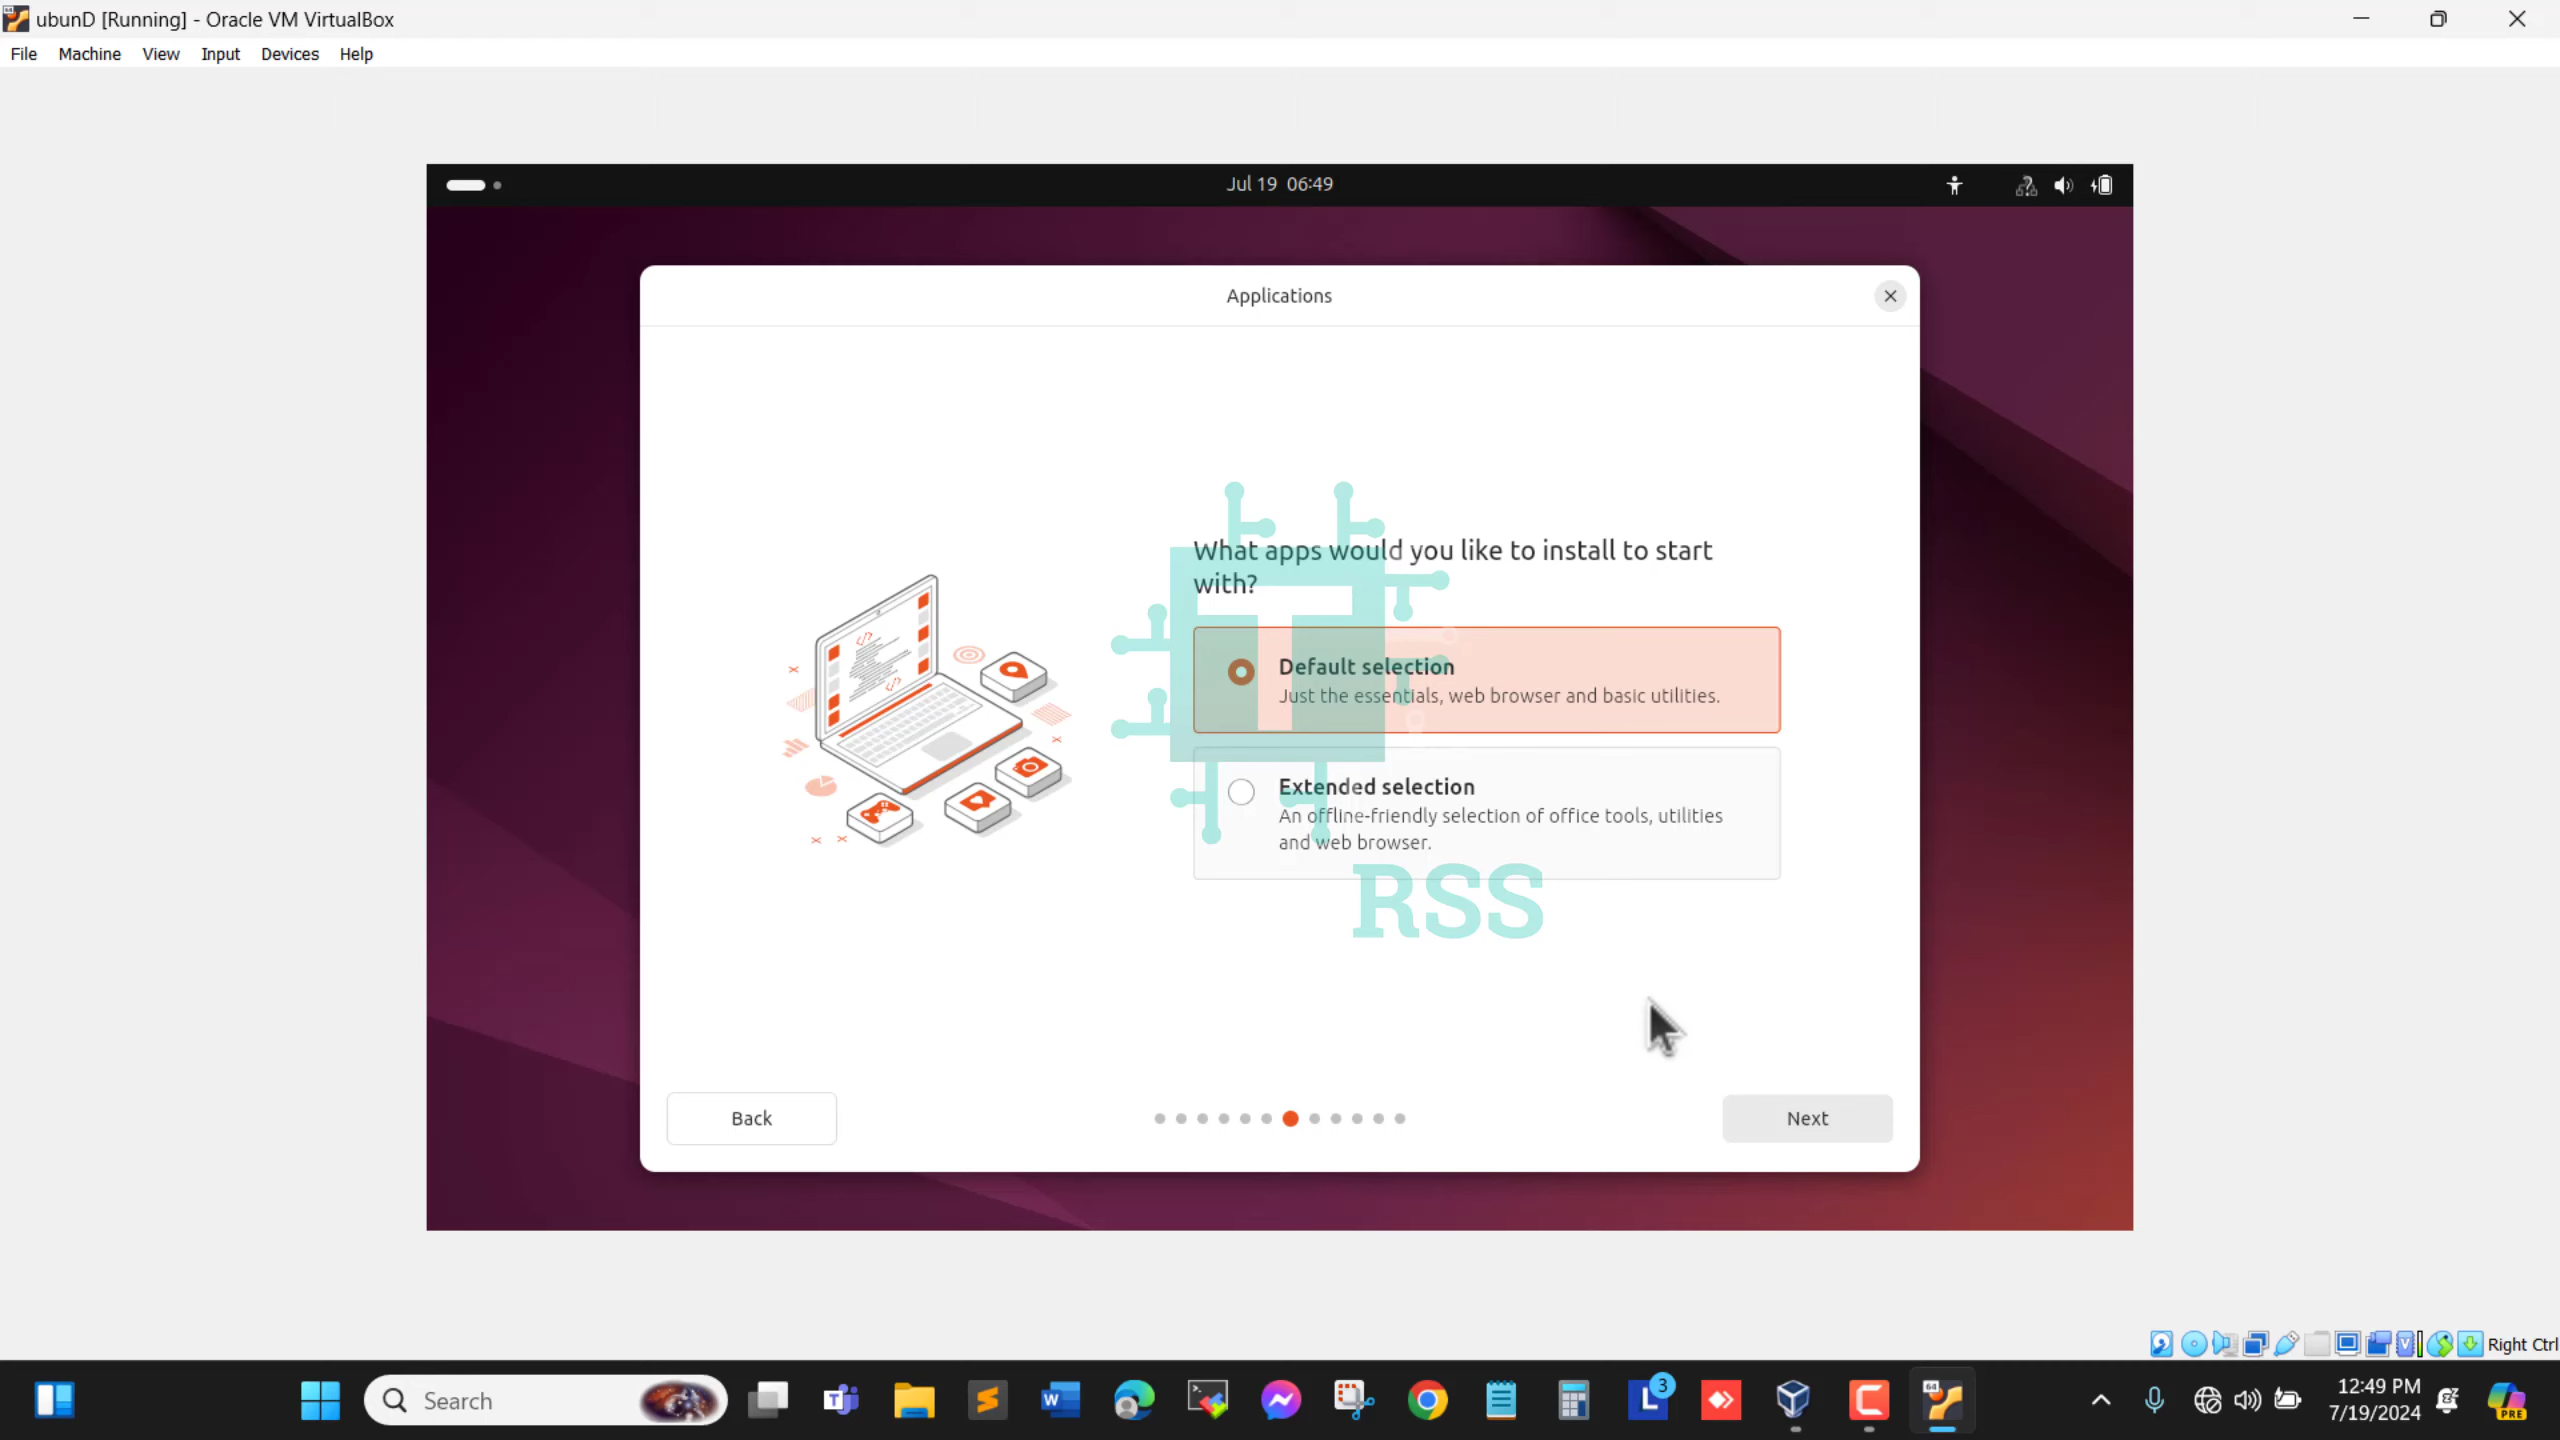 ubunD [Running] - Oracle VM VirtualBox
File Machine View Input Devices Help
Jul 19 06:49
Applications
What apps would you like to install to start
with?
Default selection
Just the essentials, web browser and basic utilities.
Extended selection
An offline-friendly selection of office tools, utilities
and web browser.
RSS
Back
Next
Right Ctrl
Search
3
12:49 PM
7/19/2024
PRE